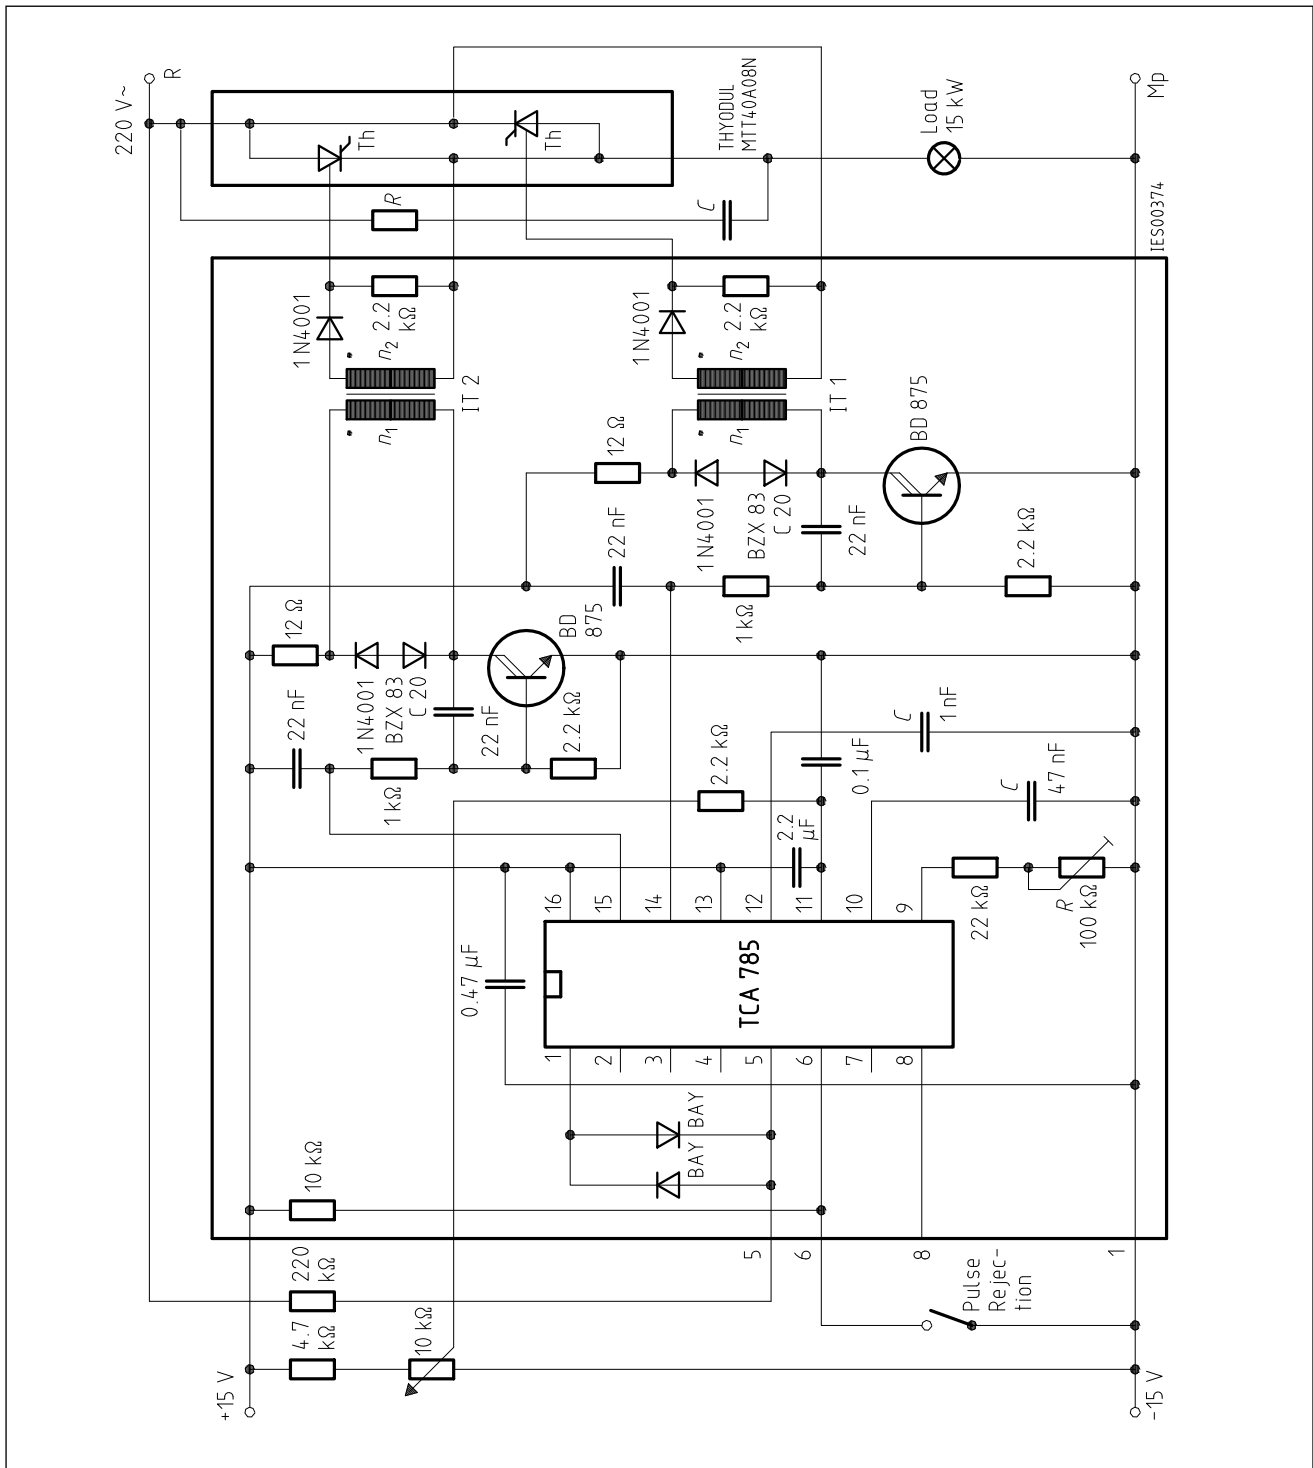 220 V~
R
Th
Th
THYODUL
MTT40A08N
Load
15 kW
Mp
IES00374
R
C
1N4001
2.2
kΩ
n2
n1
IT 2
1N4001
2.2
kΩ
n2
n1
IT 1
12 Ω
BD 875
22 nF
1N4001
BZX 83
C 20
22 nF
1 kΩ
2.2 kΩ
12 Ω
22 nF
1N4001
BZX 83
C 20
BD
875
1 kΩ
22 nF
2.2 kΩ
2.2 kΩ
0.1 µF
C
1 nF
C
47 nF
2.2
µF
22 kΩ
R
100 kΩ
16
15
14
13
12
11
10
9
0.47 µF
TCA 785
1
2
3
4
5
6
7
8
BAY
BAY
10 kΩ
220
kΩ
5
6
8
1
4.7
kΩ
10 kΩ
Pulse
Rejec-
tion
+15 V
-15 V